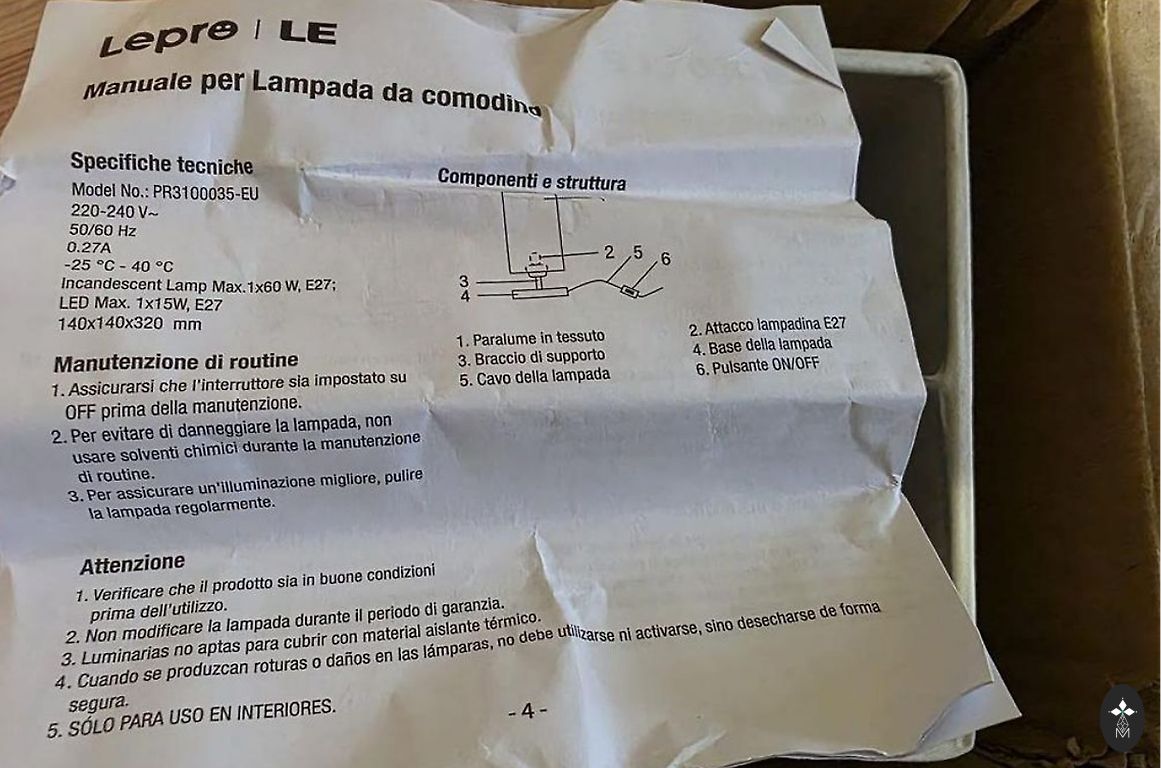 Lepro | LE
Manuale per Lampada da comodino
Specifiche tecniche
Model No.: PR3100035-EU
220-240 V~
50/60 Hz
0.27A
-25 °C - 40 °C
Incandescent Lamp Max.1x60 W, E27;
LED Max. 1x15W, E27
140x140x320 mm
Componenti e struttura
2 5 6
3
4
1. Paralume in tessuto
2. Attacco lampadina E27
3. Braccio di supporto
4. Base della lampada
5. Cavo della lampada
6. Pulsante ON/OFF
Manutenzione di routine
1. Assicurarsi che l'interruttore sia impostato su
OFF prima della manutenzione.
2. Per evitare di danneggiare la lampada, non
usare solventi chimici durante la manutenzione
di routine.
3. Per assicurare un'illuminazione migliore, pulire
la lampada regolarmente.
Attenzione
1. Verificare che il prodotto sia in buone condizioni
prima dell'utilizzo.
2. Non modificare la lampada durante il periodo di garanzia.
3. Luminarias no aptas para cubrir con material aislante térmico.
4. Cuando se produzcan roturas o daños en las lámparas, no debe utilizarse ni activarse, sino desecharse de forma
segura.
5. SÓLO PARA USO EN INTERIORES.
- 4 -
M